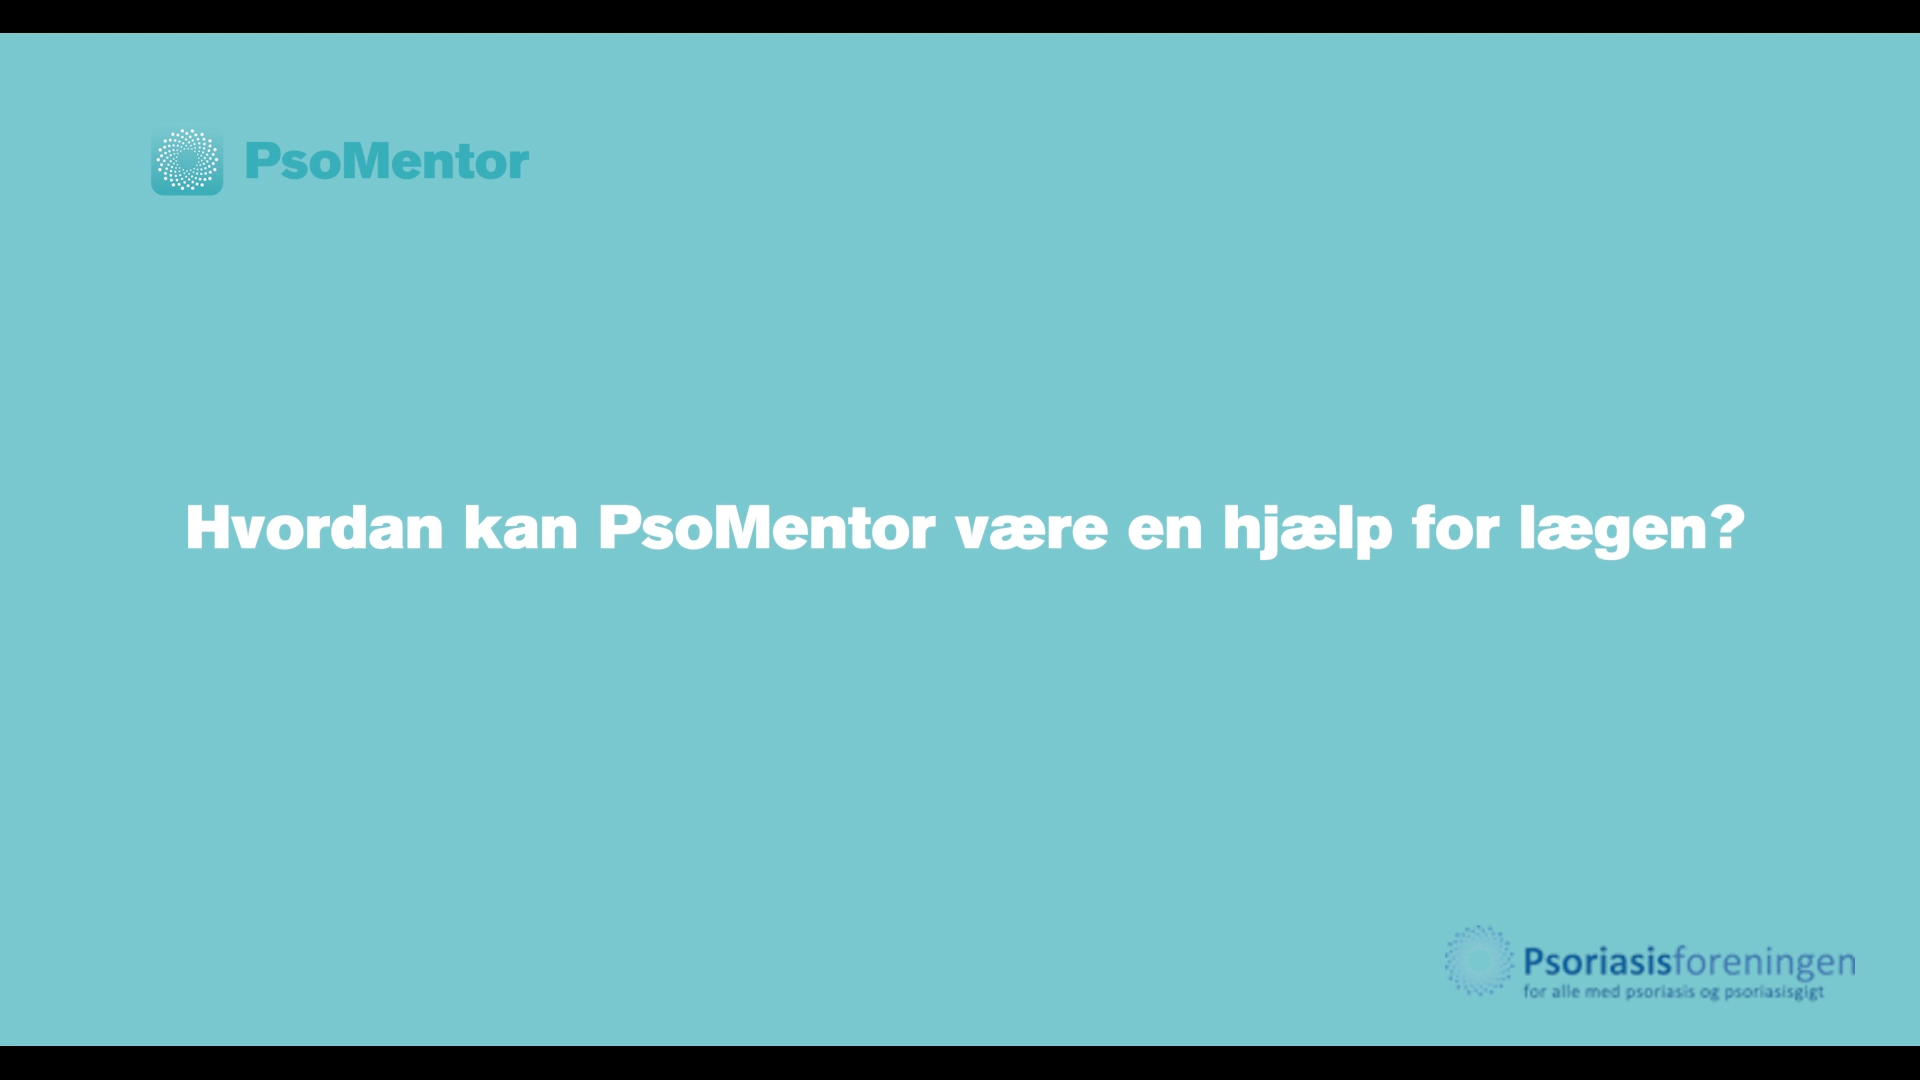 PsoMentor
Hvordan kan PsoMentor være en hjælp for lægen?
Psoriasisforeningen
for alle med psoriasis og psoriasisgigt